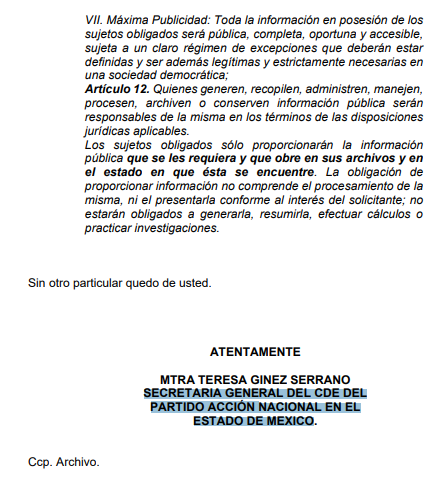 VII. Máxima Publicidad: Toda la información en posesión de los
sujetos obligados será pública, completa, oportuna y accesible,
sujeta a un claro régimen de excepciones que deberán estar
definidas y ser además legítimas y estrictamente necesarias en
una sociedad democrática;
Artículo 12. Quienes generen, recopilen, administren, manejen,
procesen, archiven o conserven información pública serán
responsables de la misma en los términos de las disposiciones
jurídicas aplicables.
Los sujetos obligados sólo proporcionarán la información
pública que se les requiera y que obre en sus archivos y en
el estado en que ésta se encuentre. La obligación de
proporcionar información no comprende el procesamiento de la
misma, ni el presentarla conforme al interés del solicitante; no
estarán obligados a generarla, resumirla, efectuar cálculos o
practicar investigaciones.
Sin otro particular quedo de usted.
ATENTAMENTE
MTRA TERESA GINEZ SERRANO
SECRETARIA GENERAL DEL CDE DEL
PARTIDO ACCIÓN NACIONAL EN EL
ESTADO DE MEXICO.
Ccp. Archivo.